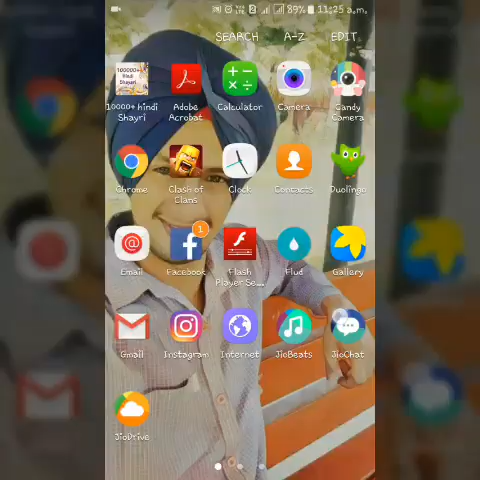 89% 11:25 a.m.
SEARCH A-Z EDIT
10000+ hindi Shayri
Adobe Acrobat
Calculator
Camera
Candy Camera
Chrome
Clash of Clans
Clock
Contacts
Duolingo
Email
1
Facebook
Flash Player Se...
Flud
Gallery
Gmail
Instagram
Internet
JioBeats
JioChat
JioDrive